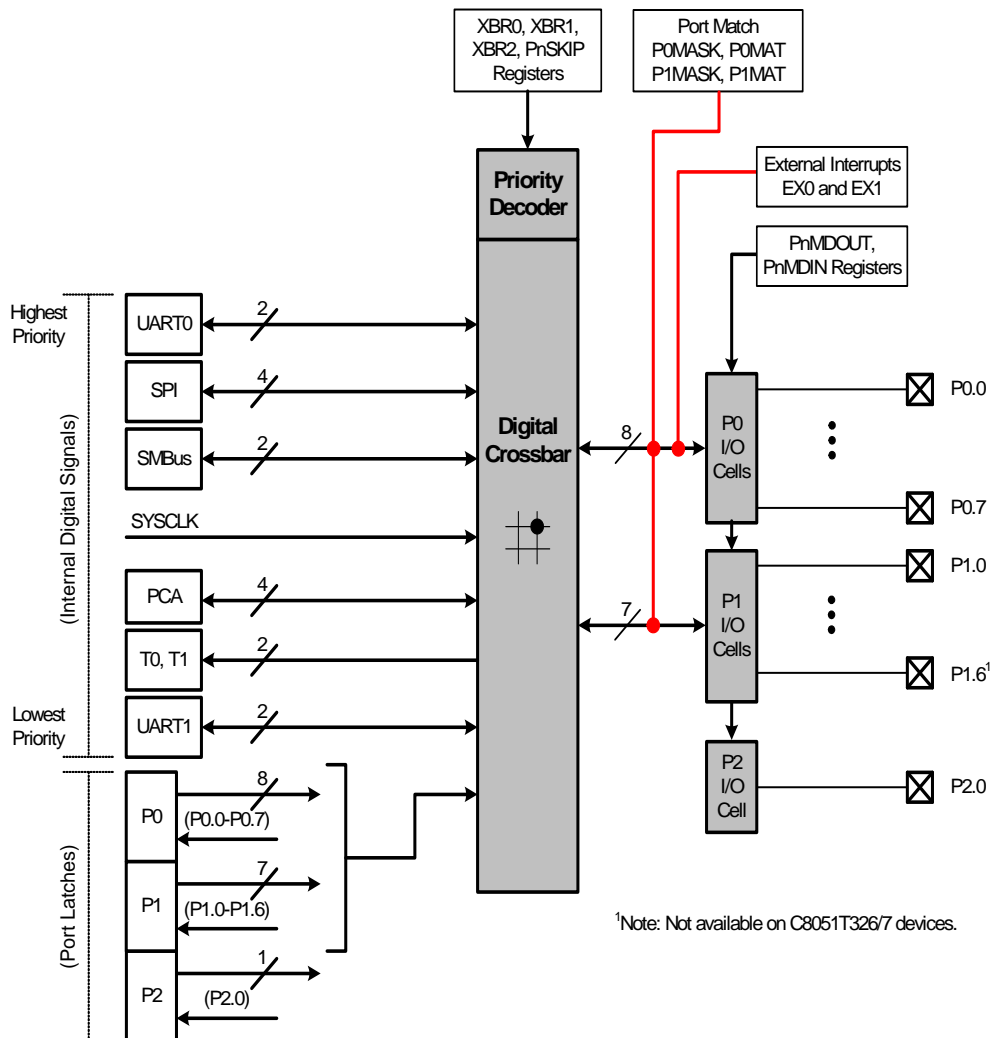 XBR0, XBR1,
XBR2, PnSKIP
Registers
Port Match
P0MASK, P0MAT
P1MASK, P1MAT
External Interrupts
EX0 and EX1
PnMDOUT,
PnMDIN Registers
Priority
Decoder
Digital
Crossbar
Highest
Priority
(Internal Digital Signals)
Lowest
Priority
UART0
2
SPI
4
SMBus
2
SYSCLK
PCA
4
T0, T1
2
UART1
2
(Port Latches)
P0
8
(P0.0-P0.7)
P1
7
(P1.0-P1.6)
P2
1
(P2.0)
8
7
P0
I/O
Cells
P0.0
P0.7
P1
I/O
Cells
P1.0
P1.6¹
P2
I/O
Cell
P2.0
¹Note: Not available on C8051T326/7 devices.